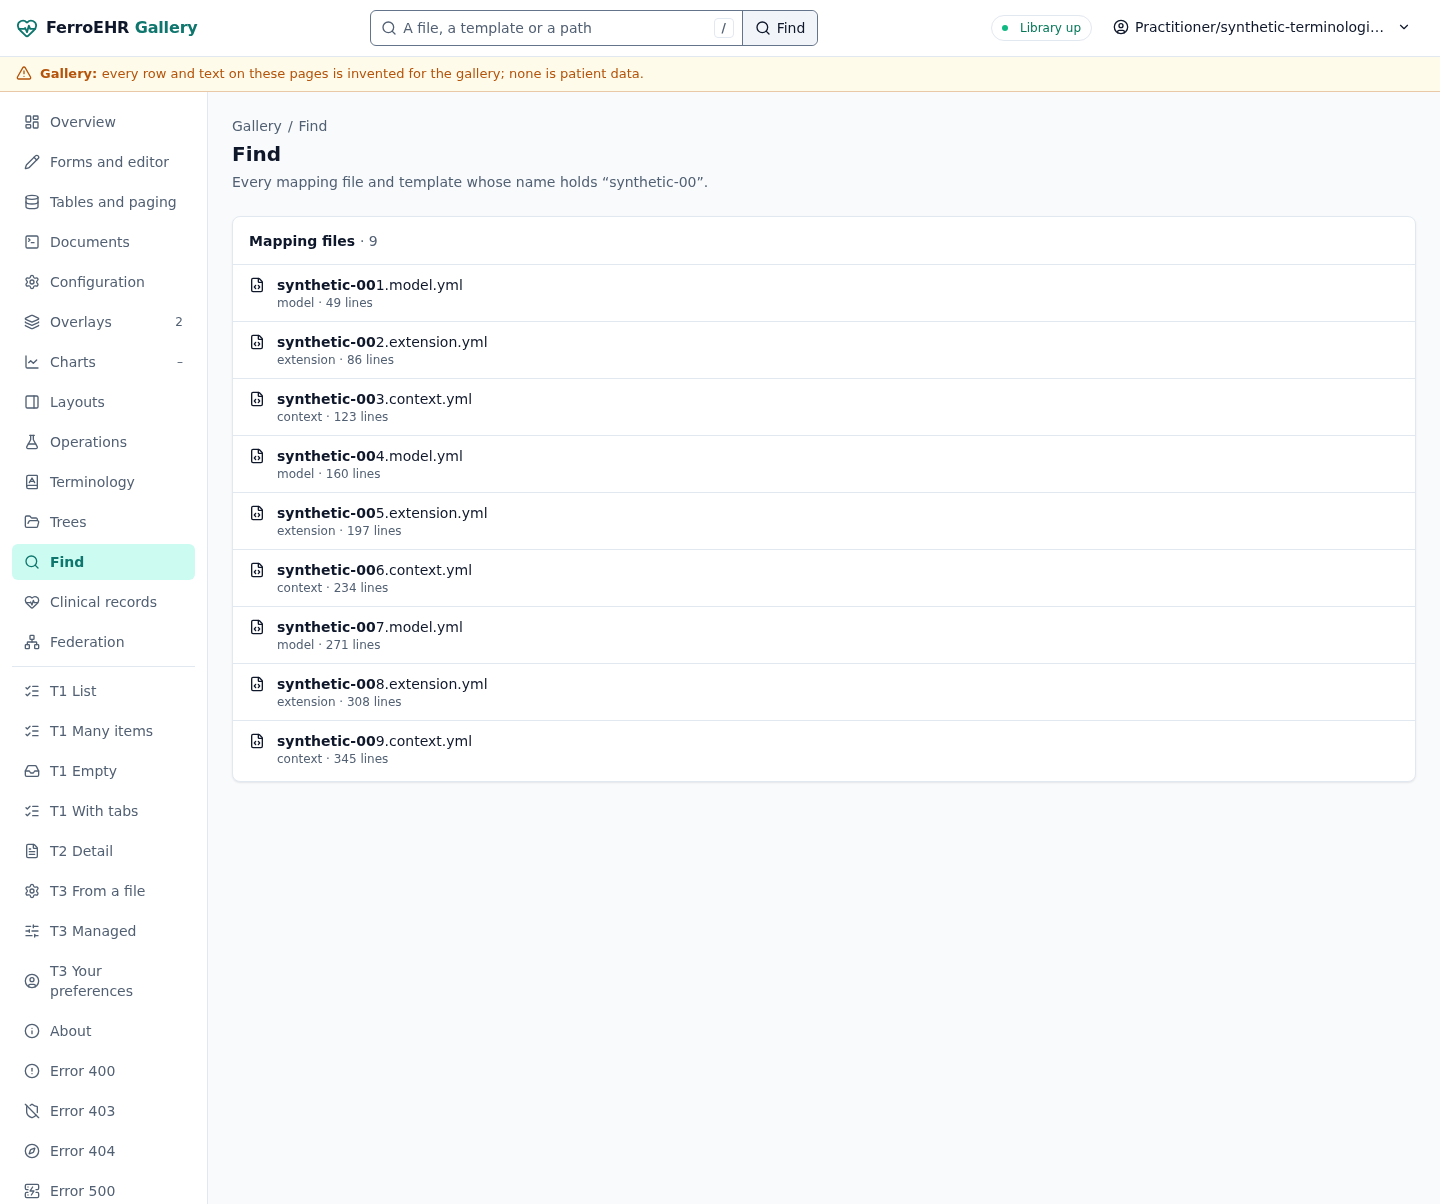 FerroEHR Gallery
A file, a template or a path
/
Find
Library up
Practitioner/synthetic-terminologi…
Gallery: every row and text on these pages is invented for the gallery; none is patient data.
Overview
Forms and editor
Tables and paging
Documents
Configuration
Overlays 2
Charts –
Layouts
Operations
Terminology
Trees
Find
Clinical records
Federation
T1 List
T1 Many items
T1 Empty
T1 With tabs
T2 Detail
T3 From a file
T3 Managed
T3 Your
preferences
About
Error 400
Error 403
Error 404
Error 500
Gallery / Find
Find
Every mapping file and template whose name holds “synthetic-00”.
Mapping files · 9
synthetic-001.model.yml
model · 49 lines
synthetic-002.extension.yml
extension · 86 lines
synthetic-003.context.yml
context · 123 lines
synthetic-004.model.yml
model · 160 lines
synthetic-005.extension.yml
extension · 197 lines
synthetic-006.context.yml
context · 234 lines
synthetic-007.model.yml
model · 271 lines
synthetic-008.extension.yml
extension · 308 lines
synthetic-009.context.yml
context · 345 lines